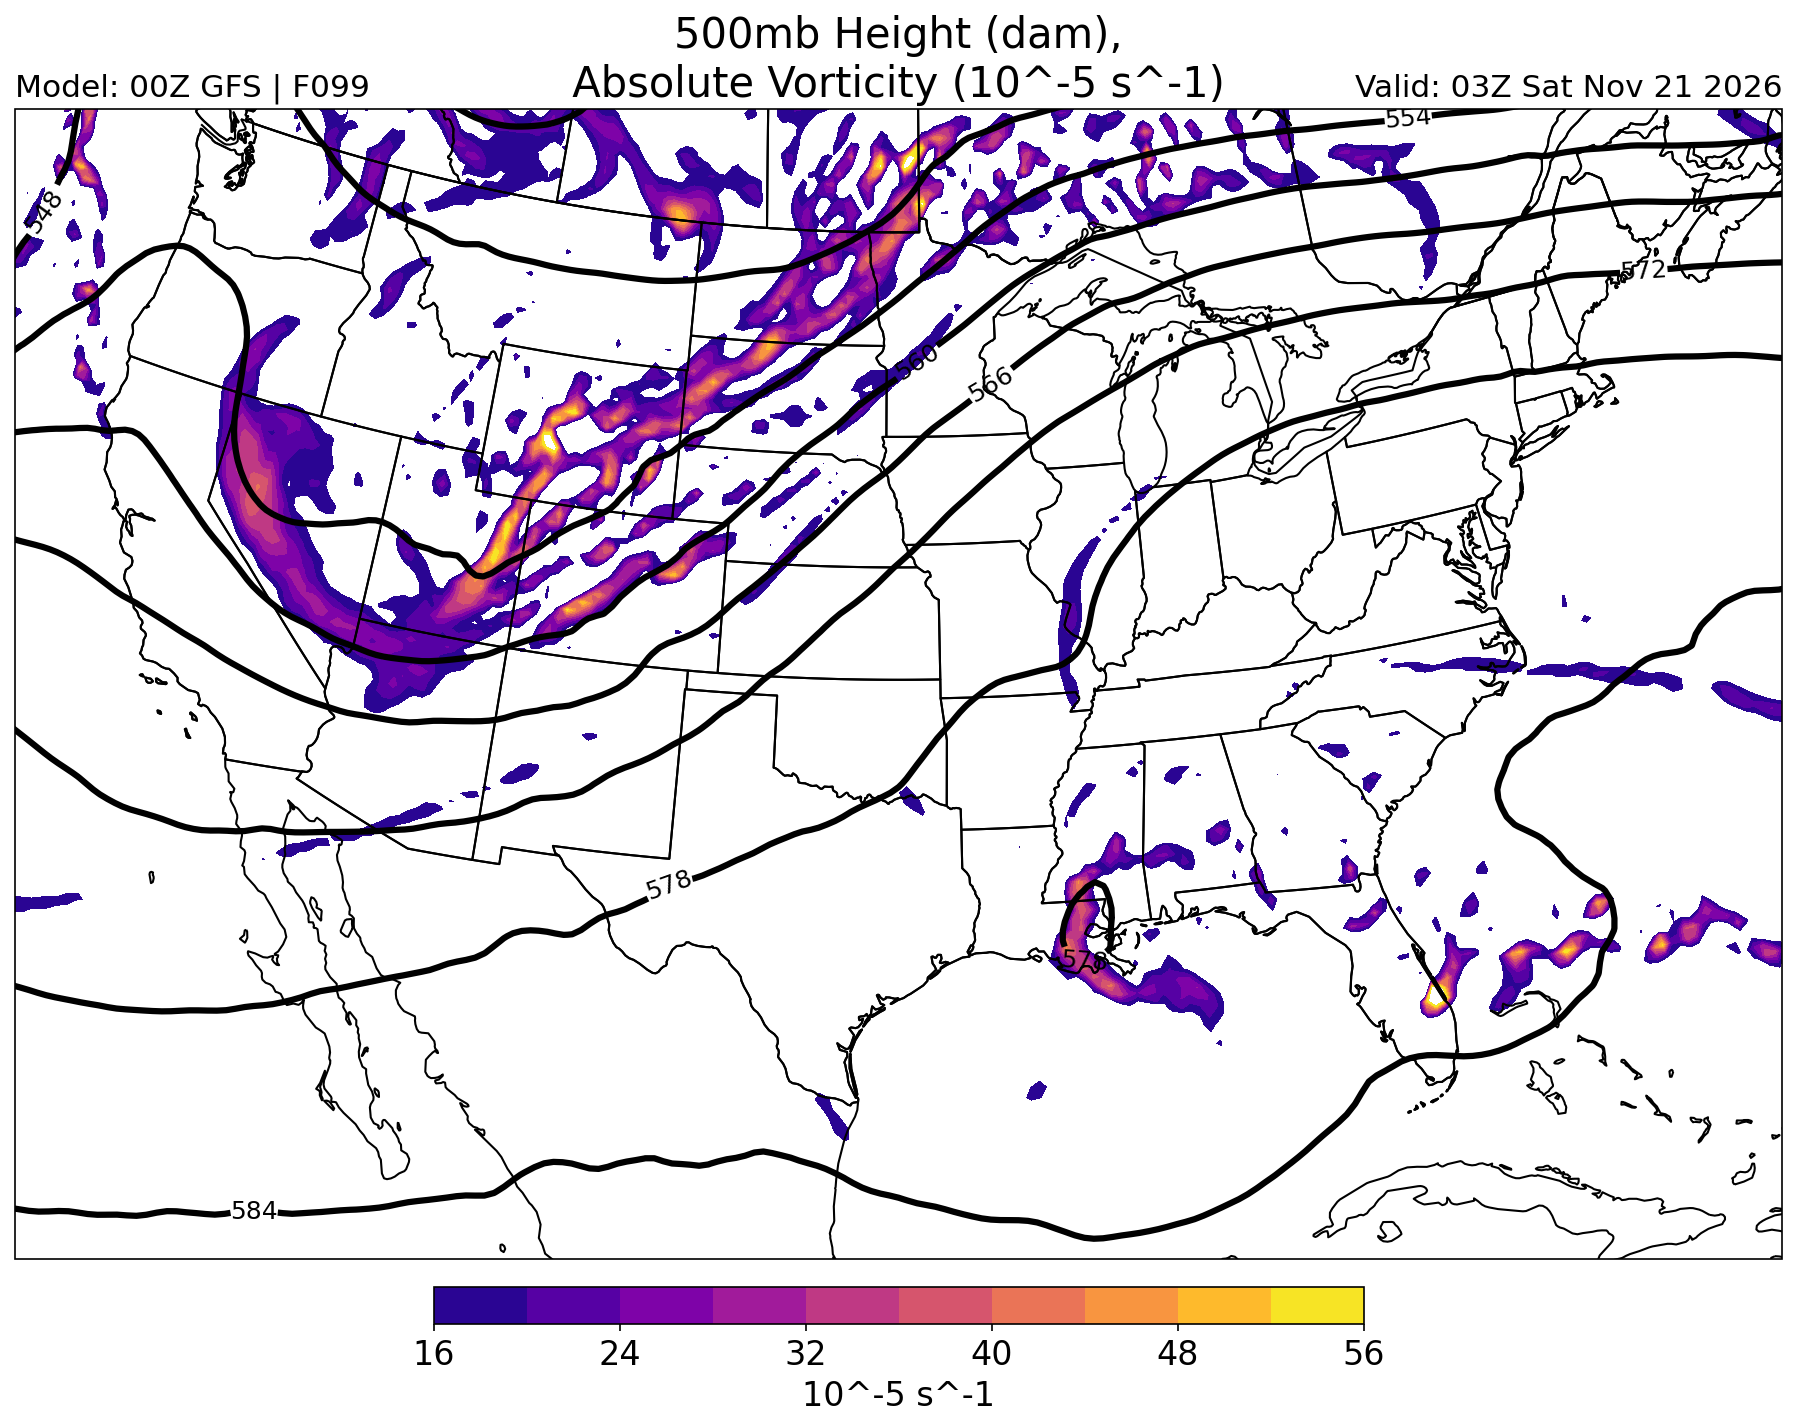 500mb Height (dam),
Model: 00Z GFS | F099
Absolute Vorticity (10^-5 s^-1)
Valid: 03Z Sat Nov 21 2026
554
548
572
560
566
578
578
584
16 24 32 40 48 56
10^-5 s^-1